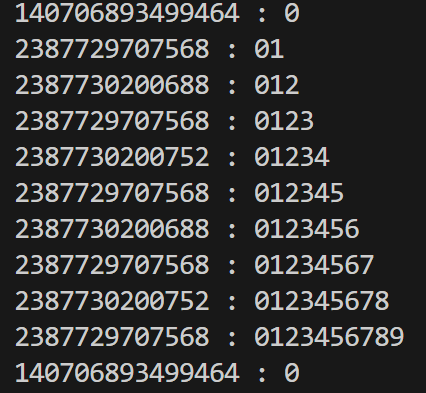 140706893499464 : 0
2387729707568 : 01
2387730200688 : 012
2387729707568 : 0123
2387730200752 : 01234
2387729707568 : 012345
2387730200688 : 0123456
2387729707568 : 01234567
2387730200752 : 012345678
2387729707568 : 0123456789
140706893499464 : 0